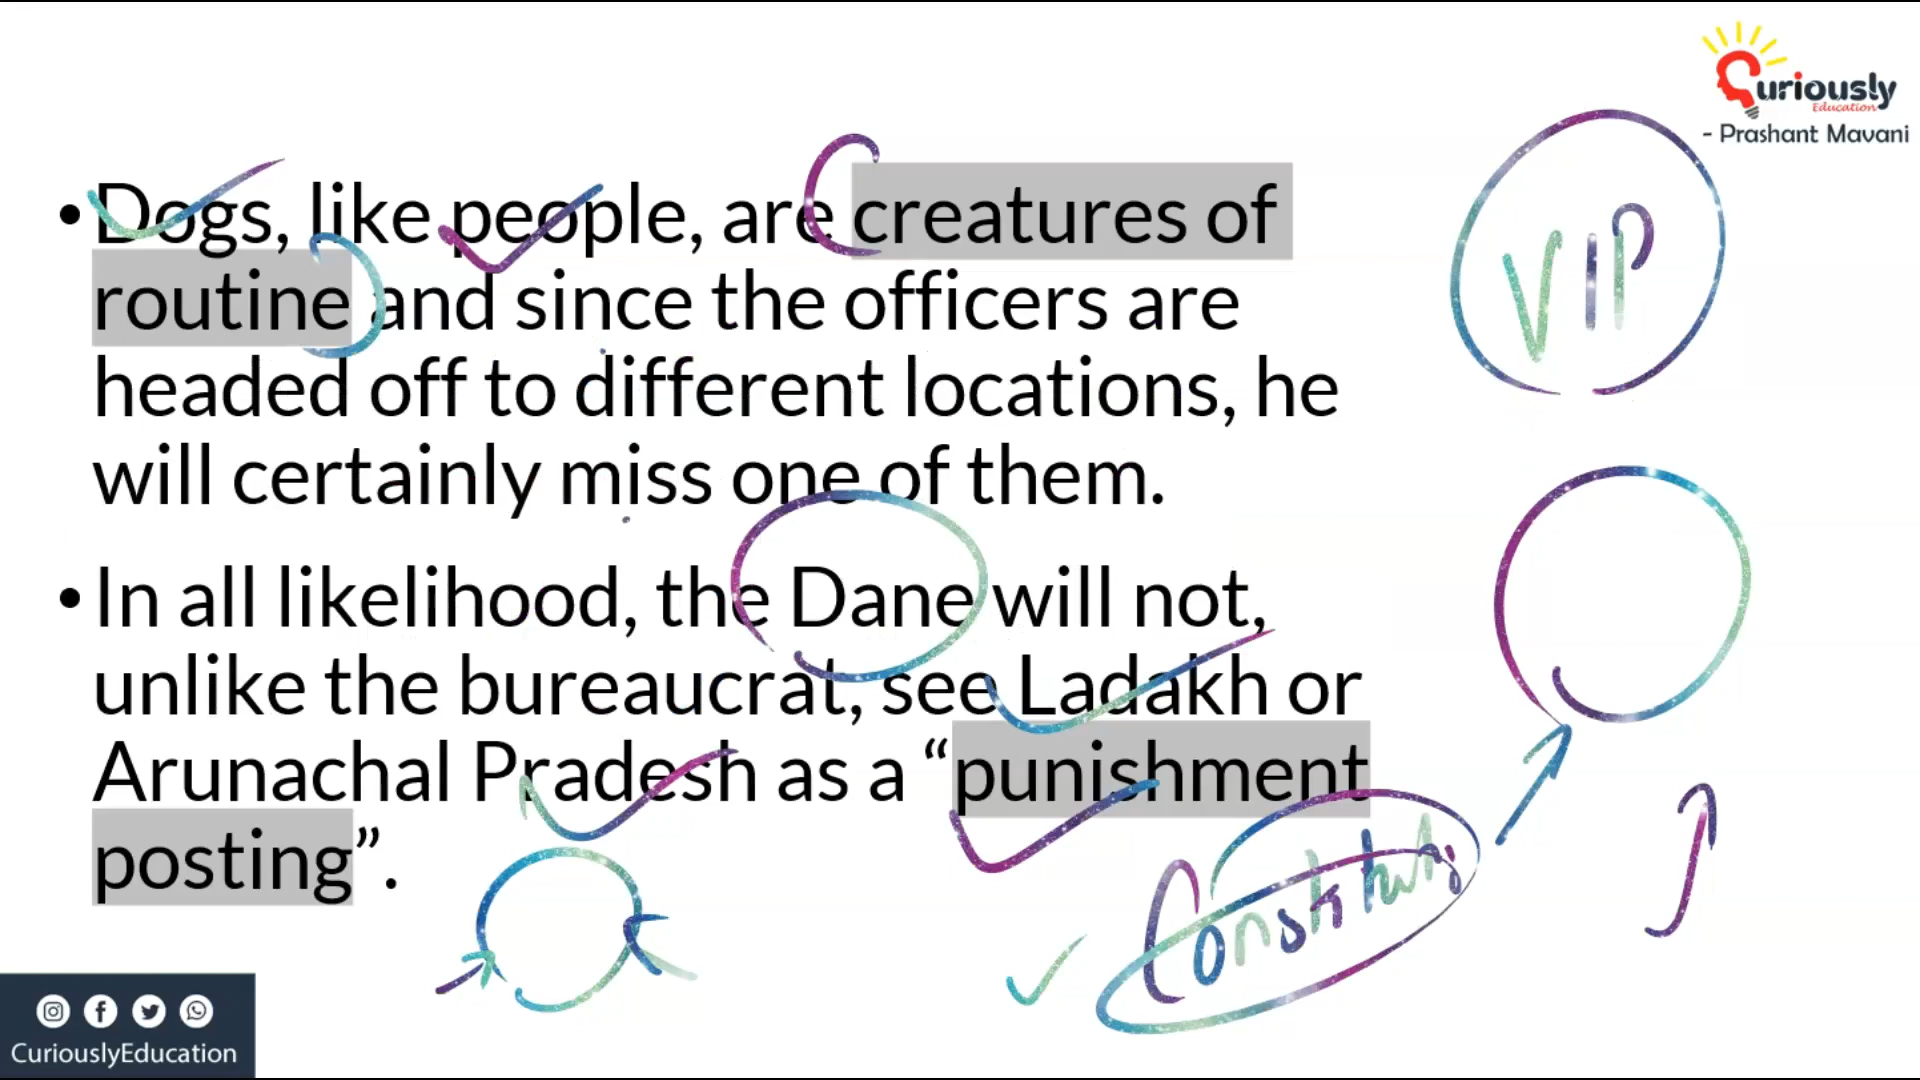 Curiously
Education
- Prashant Mavani
• Dogs, like people, are creatures of
routine and since the officers are
headed off to different locations, he
will certainly miss one of them.
VIP
• In all likelihood, the Dane will not,
unlike the bureaucrat, see Ladakh or
Arunachal Pradesh as a “punishment
posting”.
CuriouslyEducation